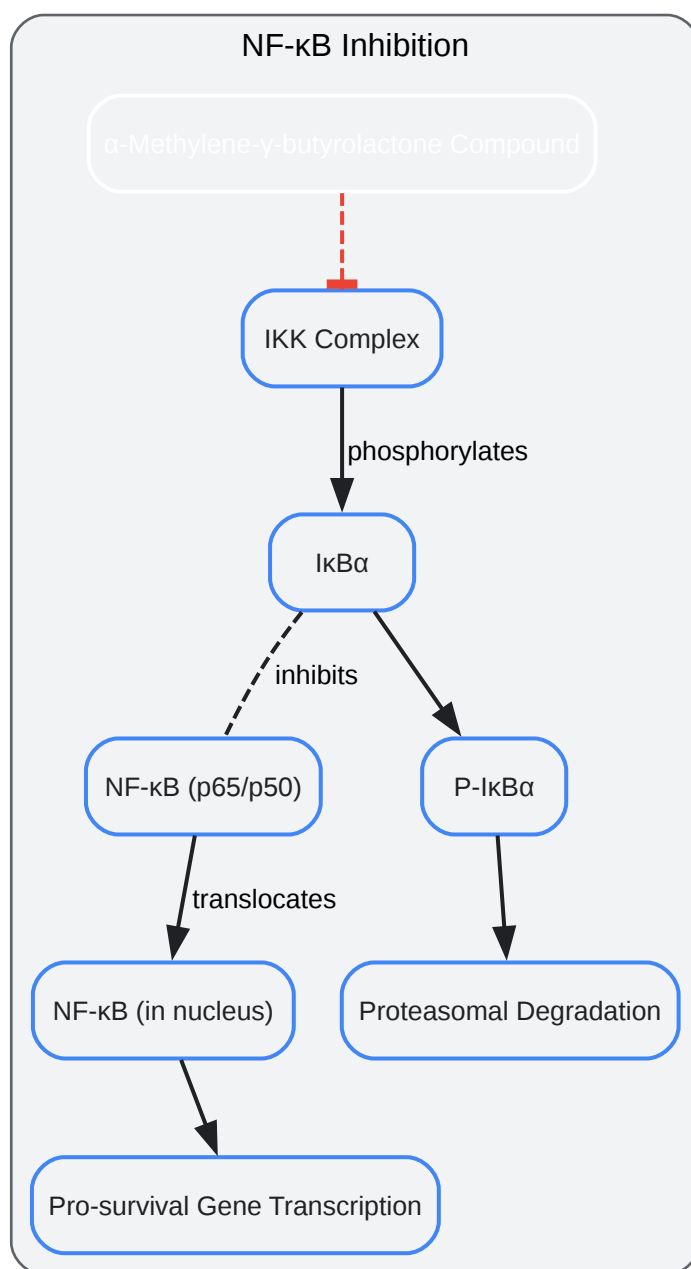 NF-κB Inhibition
α-Methylene-γ-butyrolactone Compound
IKK Complex
phosphorylates
IκBα
inhibits
NF-κB (p65/p50)
P-IκBα
translocates
NF-κB (in nucleus)
Proteasomal Degradation
Pro-survival Gene Transcription